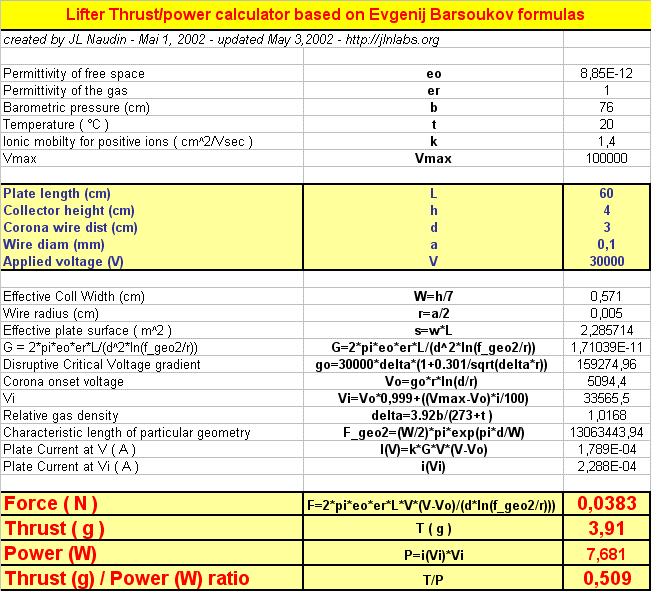 Lifter Thrust/power calculator based on Evgenij Barsoukov formulas
created by JL Naudin - Mai 1, 2002 - updated May 3,2002 - http://jlnlabs.org
Permittivity of free space eo 8,85E-12
Permittivity of the gas er 1
Barometric pressure (cm) b 76
Temperature ( °C ) t 20
Ionic mobilty for positive ions ( cm^2/Vsec ) k 1,4
Vmax Vmax 100000
Plate length (cm) L 60
Collector height (cm) h 4
Corona wire dist (cm) d 3
Wire diam (mm) a 0,1
Applied voltage (V) V 30000
Effective Coll Width (cm) W=h/7 0,571
Wire radius (cm) r=a/2 0,005
Effective plate surface ( m^2 ) s=w*L 2,285714
G = 2*pi*eo*er*L/(d^2*ln(f_geo2/r)) G=2*pi*eo*er*L/(d^2*ln(f_geo2/r)) 1,71039E-11
Disruptive Critical Voltage gradient go=30000*delta*(1+0.301/sqrt(delta*r)) 159274,96
Corona onset voltage Vo=go*r*ln(d/r) 5094,4
Vi Vi=Vo*0,999+((Vmax-Vo)*i/100) 33565,5
Relative gas density delta=3.92b/(273+t ) 1,0168
Characteristic length of particular geometry F_geo2=(W/2)*pi*exp(pi*d/W) 13063443,94
Plate Current at V ( A ) I(V)=k*G*V*(V-Vo) 1,789E-04
Plate Current at Vi ( A ) i(Vi) 2,288E-04
Force ( N ) F=2*pi*eo*er*L*V*(V-Vo)/(d*ln(f_geo2/r))) 0,0383
Thrust ( g ) T ( g ) 3,91
Power (W) P=i(Vi)*Vi 7,681
Thrust (g) / Power (W) ratio T/P 0,509